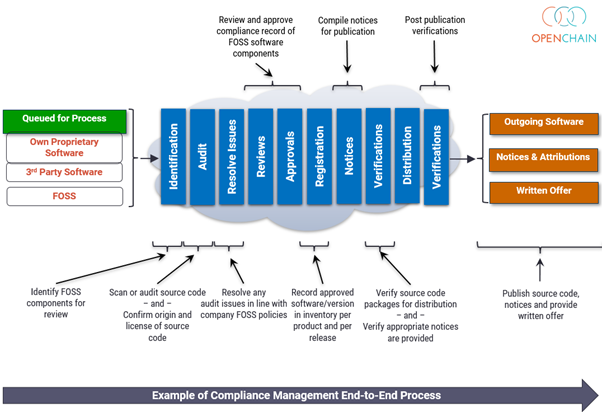 Review and approve
compliance record of
FOSS software
components
Compile notices
for publication
Post publication
verifications
OPENCHAIN
Queued for Process
Own Proprietary
Software
3rd Party Software
FOSS
Identification
Audit
Resolve Issues
Reviews
Approvals
Registration
Notices
Verifications
Distribution
Verifications
Outgoing Software
Notices & Attributions
Written Offer
Identify FOSS
components for
review
Scan or audit source code
– and –
Confirm origin and
license of source
code
Resolve any
audit issues in line with
company FOSS policies
Record approved
software/version
in inventory per
product and per
release
Verify source code
packages for distribution
– and –
Verify appropriate notices
are provided
Publish source code,
notices and provide
written offer
Example of Compliance Management End-to-End Process